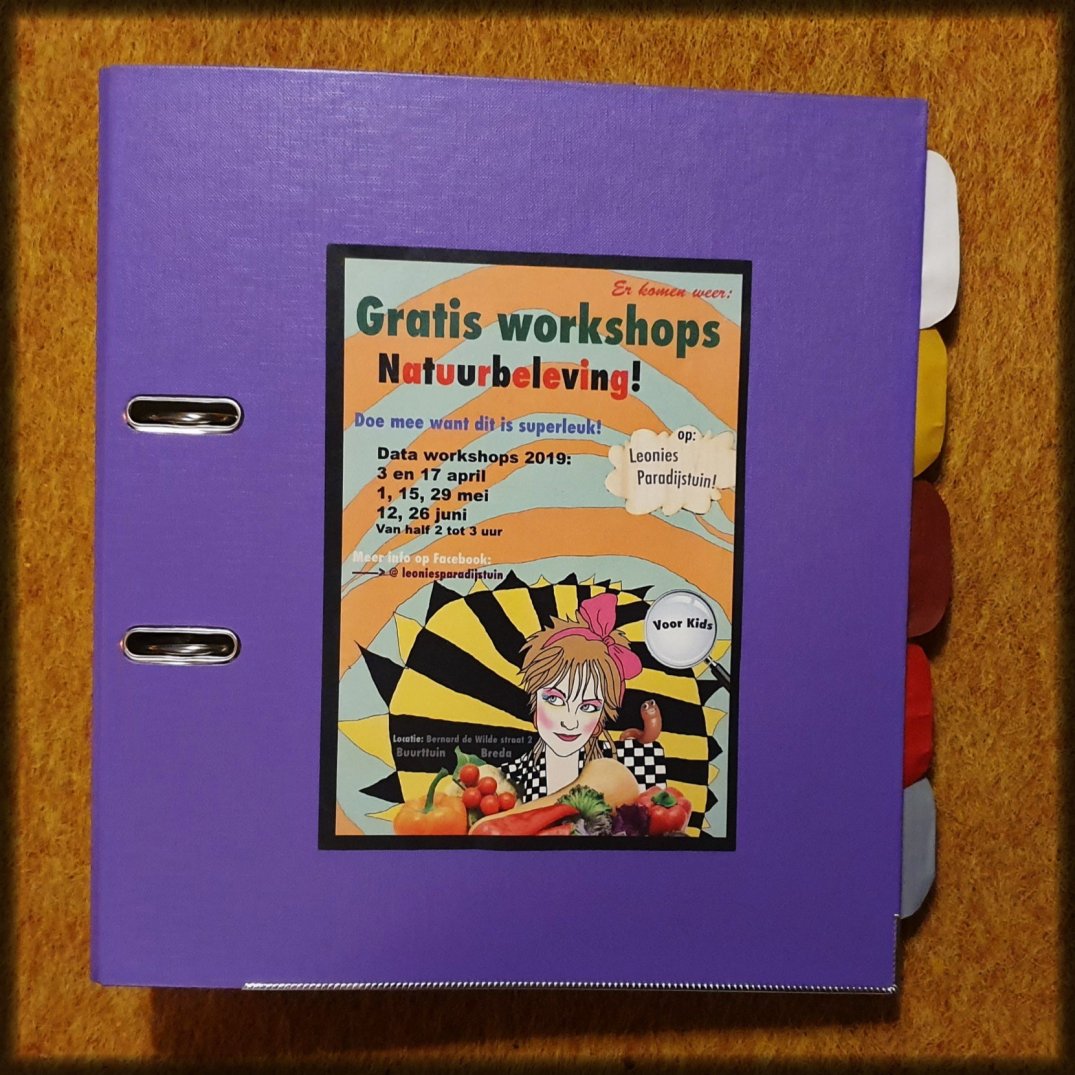 Er komen weer:
Gratis workshops
Natuurbeleving!
Doe mee want dit is superleuk!
op:
Leonies
Paradijstuin!
Data workshops 2019:
3 en 17 april
1, 15, 29 mei
12, 26 juni
Van half 2 tot 3 uur
Meer info op Facebook:
@ leoniesparadijstuin
Voor Kids
Locatie: Bernard de Wilde straat 2
Buurttuin Breda